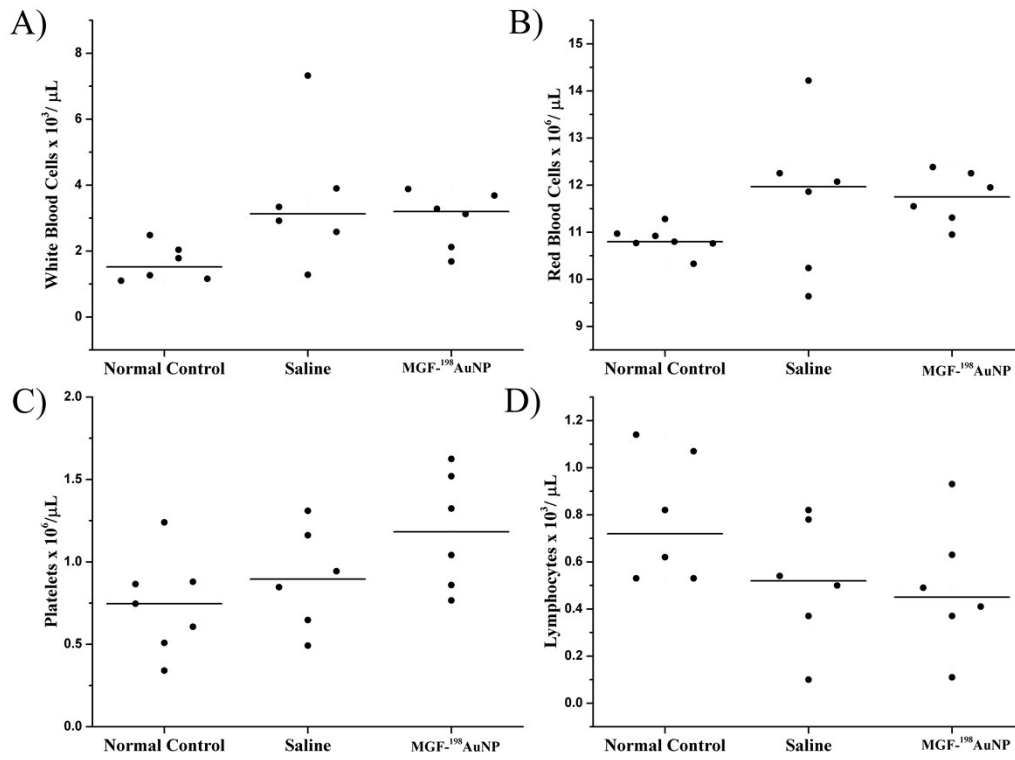 A)
White Blood Cells x 10³/ μL
8
6
4
2
0
Normal Control Saline MGF-¹⁹⁸AuNP
B)
Red Blood Cells x 10⁶/ μL
15
14
13
12
11
10
9
Normal Control Saline MGF-¹⁹⁸AuNP
C)
Platelets x 10⁶/μL
2.0
1.5
1.0
0.5
0.0
Normal Control Saline MGF-¹⁹⁸AuNP
D)
Lymphocytes x 10³/ μL
1.2
1.0
0.8
0.6
0.4
0.2
0.0
Normal Control Saline MGF-¹⁹⁸AuNP